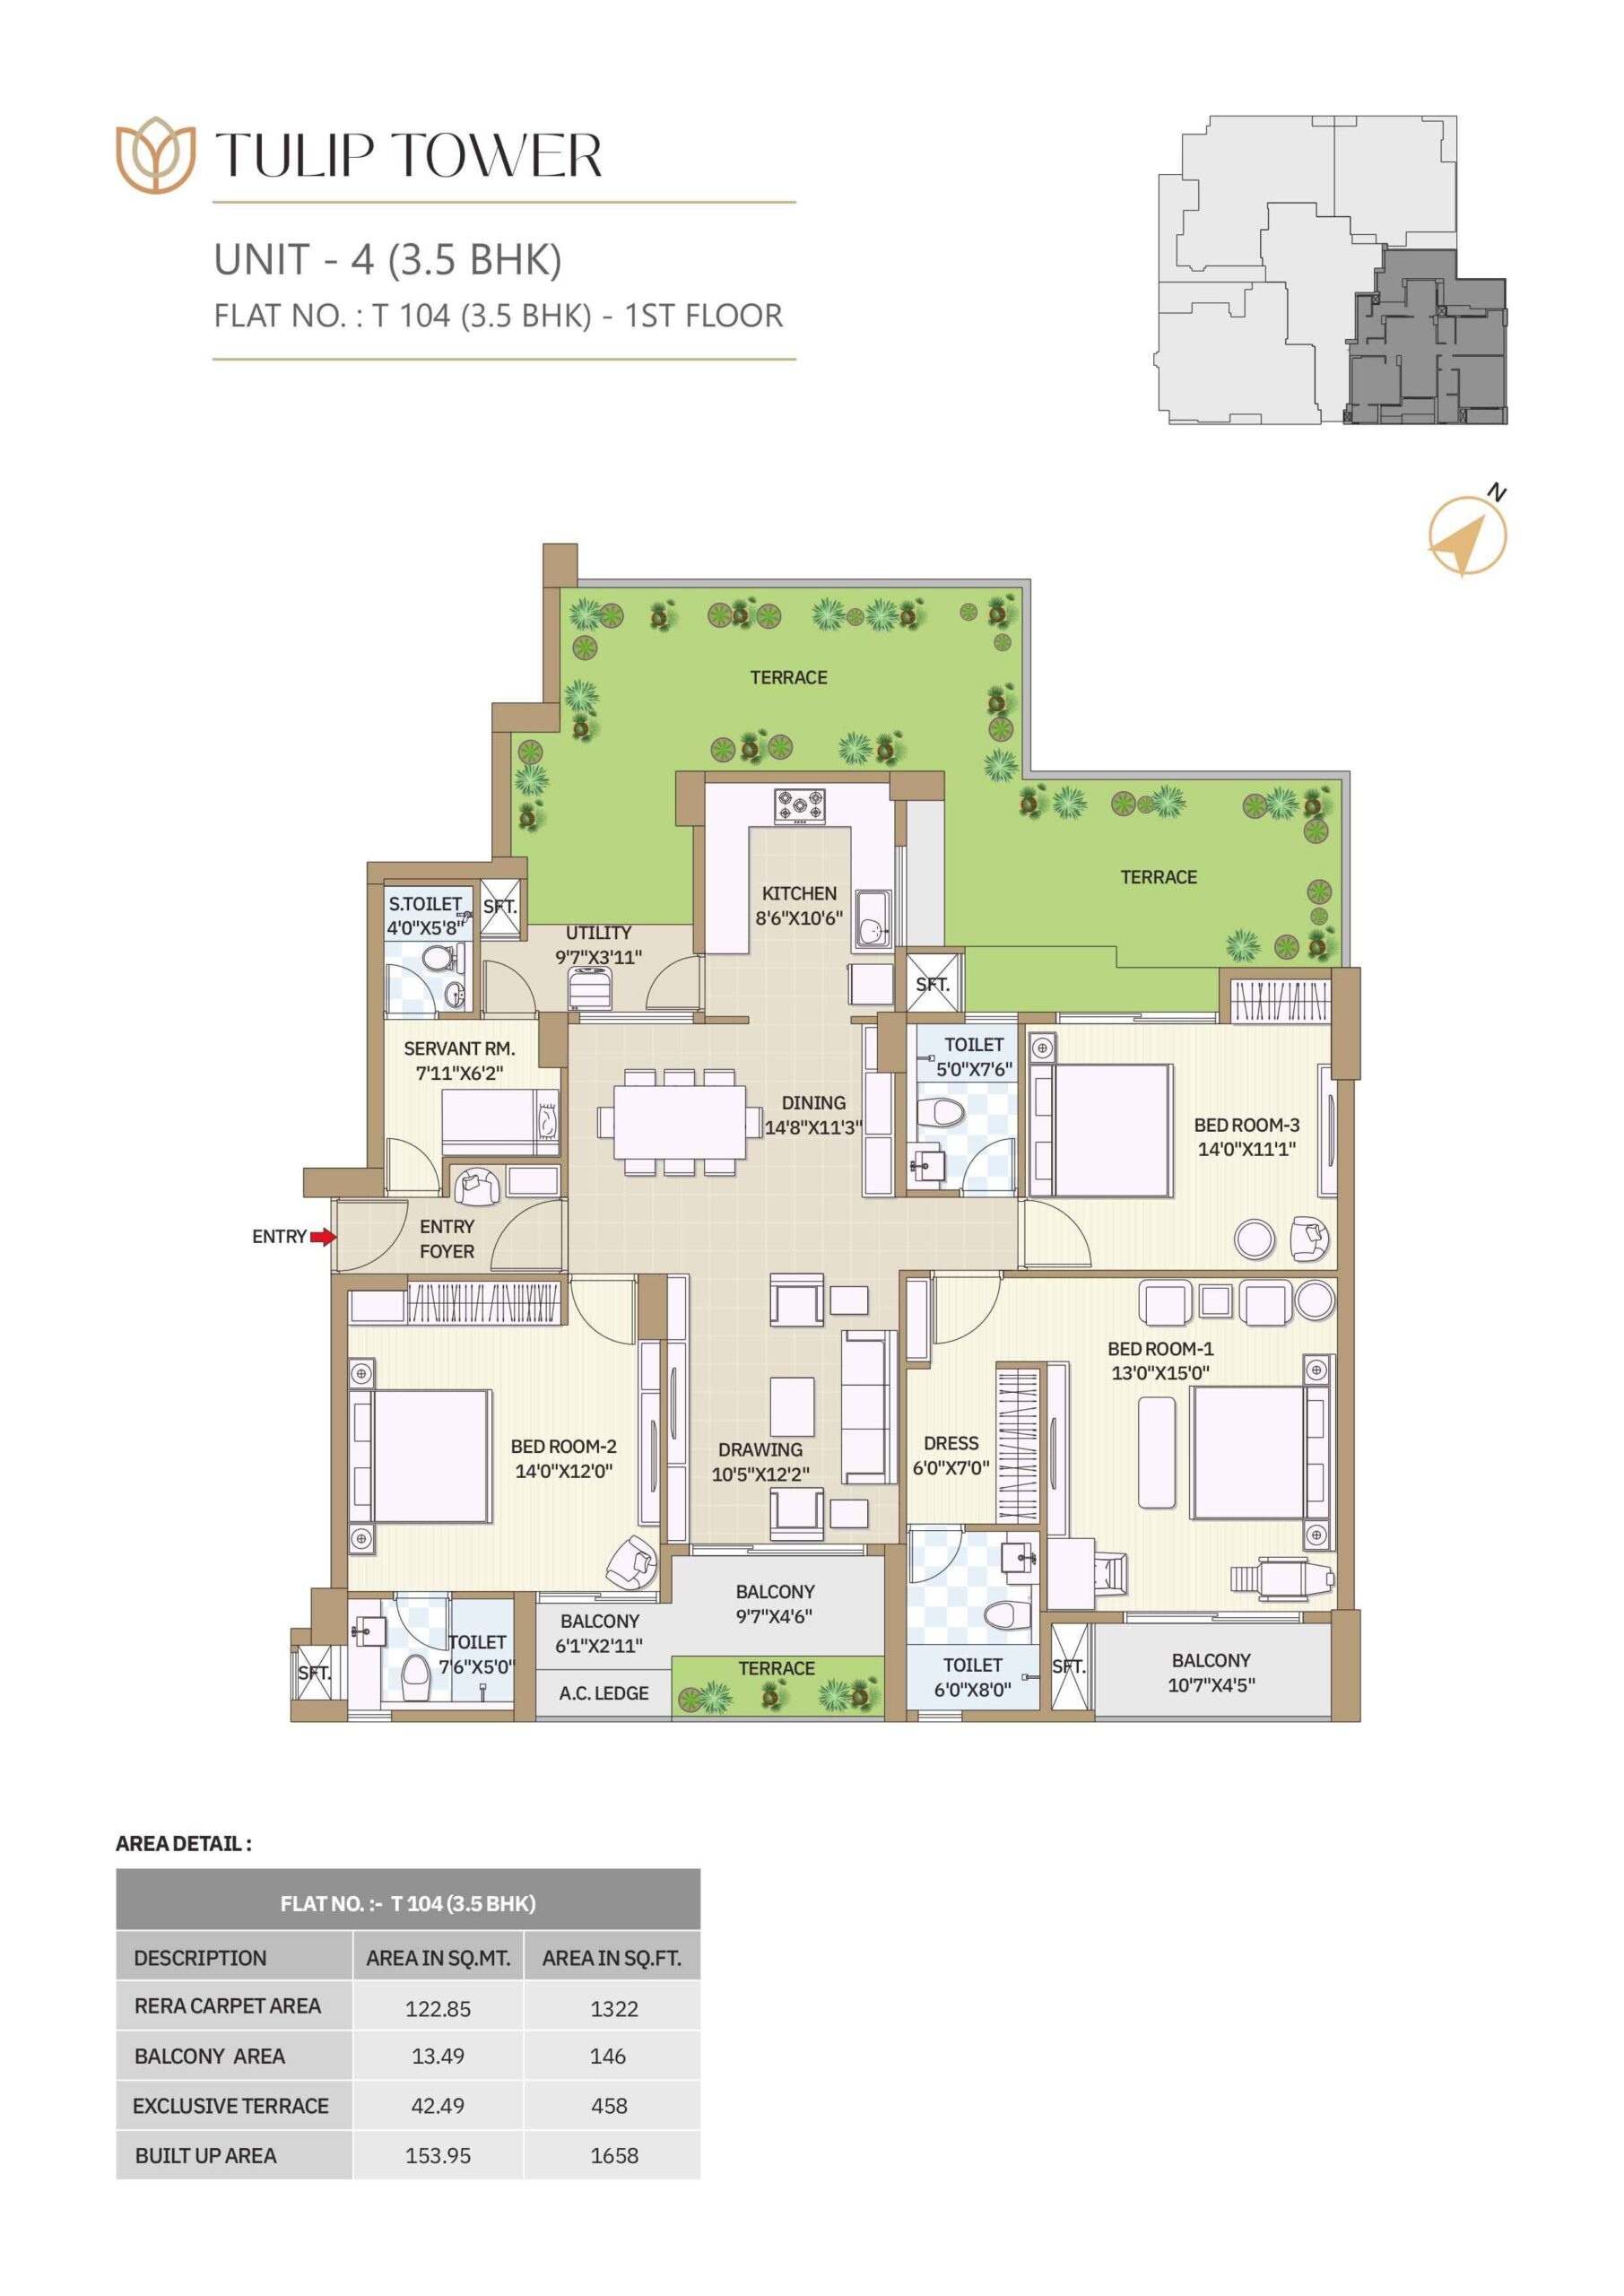 TULIP TOWER
UNIT - 4 (3.5 BHK)
FLAT NO. : T 104 (3.5 BHK) - 1ST FLOOR
N
TERRACE
TERRACE
KITCHEN
8'6"X10'6"
S.TOILET
4'0"X5'8"
SFT.
UTILITY
9'7"X3'11"
SFT.
SERVANT RM.
7'11"X6'2"
TOILET
5'0"X7'6"
DINING
14'8"X11'3"
BED ROOM-3
14'0"X11'1"
ENTRY
ENTRY
FOYER
BED ROOM-1
13'0"X15'0"
BED ROOM-2
14'0"X12'0"
DRAWING
10'5"X12'2"
DRESS
6'0"X7'0"
BALCONY
9'7"X4'6"
BALCONY
6'1"X2'11"
TOILET
7'6"X5'0"
SFT.
A.C. LEDGE
TERRACE
TOILET
6'0"X8'0"
SFT.
BALCONY
10'7"X4'5"
AREA DETAIL :
FLAT NO. :- T 104 (3.5 BHK)
DESCRIPTION AREA IN SQ.MT. AREA IN SQ.FT.
RERA CARPET AREA 122.85 1322
BALCONY AREA 13.49 146
EXCLUSIVE TERRACE 42.49 458
BUILT UP AREA 153.95 1658